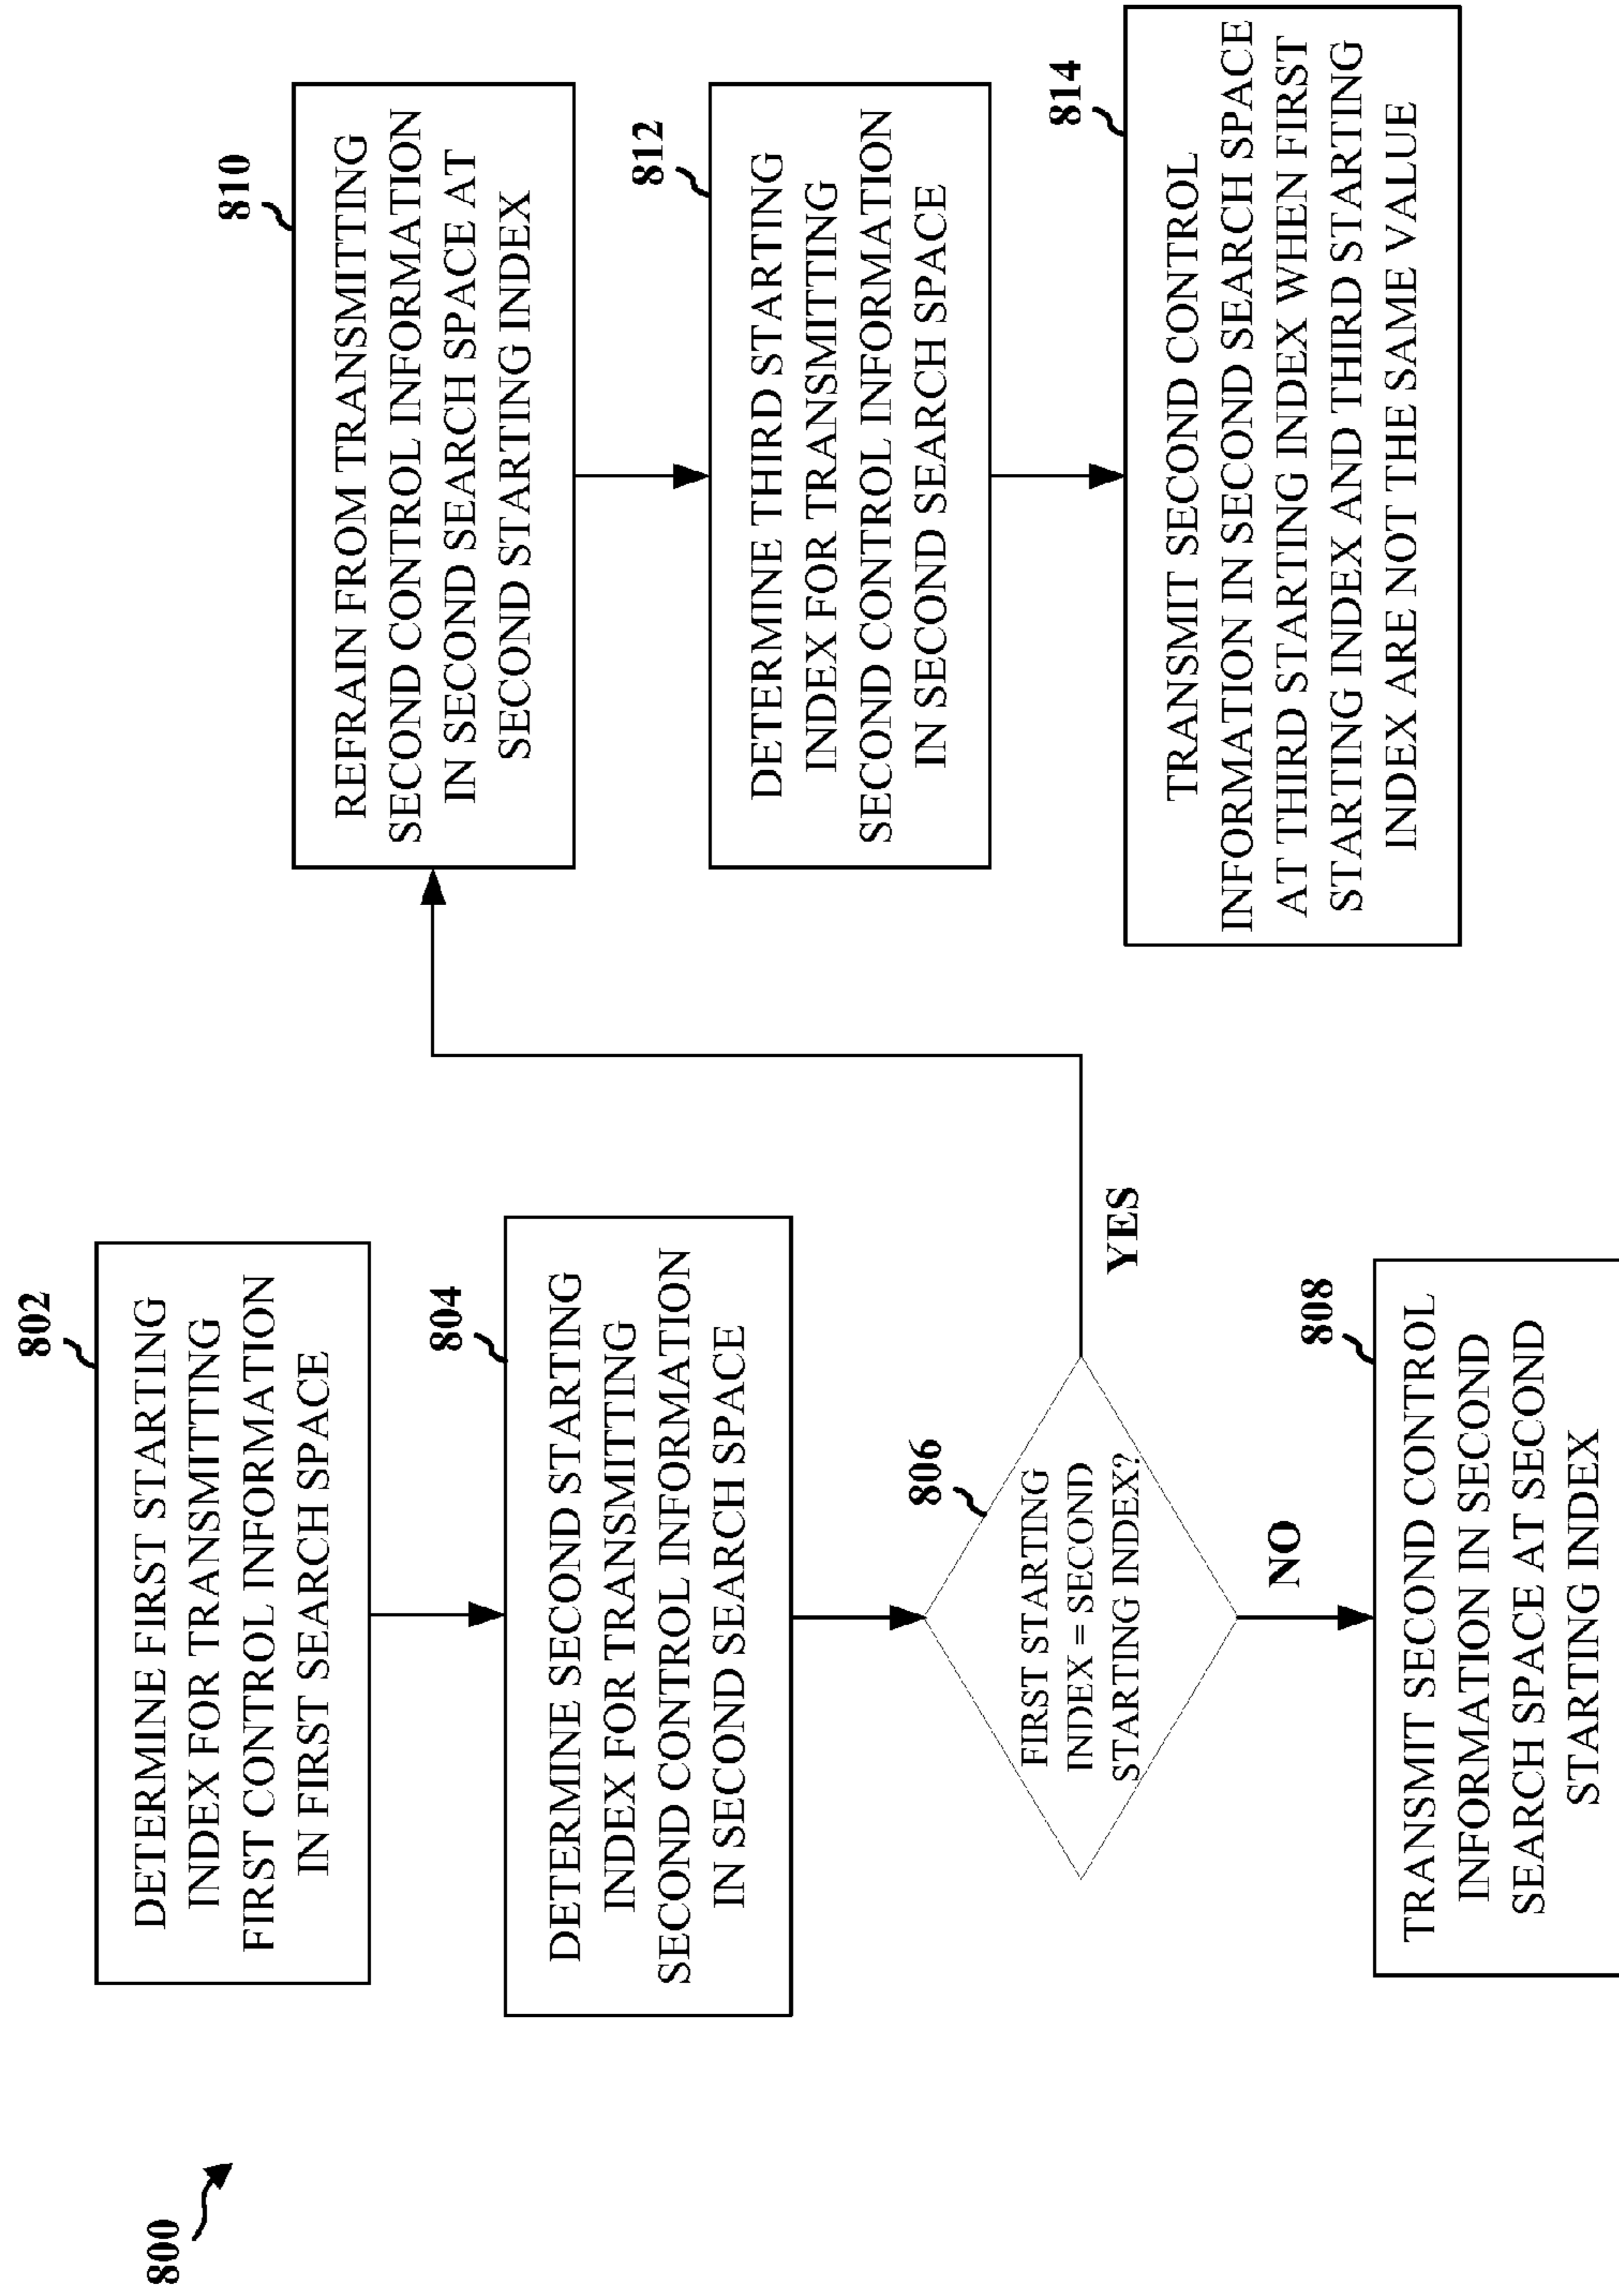 800
802
DETERMINE FIRST STARTING
INDEX FOR TRANSMITTING
FIRST CONTROL INFORMATION
IN FIRST SEARCH SPACE
804
DETERMINE SECOND STARTING
INDEX FOR TRANSMITTING
SECOND CONTROL INFORMATION
IN SECOND SEARCH SPACE
806
FIRST STARTING
INDEX = SECOND
STARTING INDEX?
YES
NO
808
TRANSMIT SECOND CONTROL
INFORMATION IN SECOND
SEARCH SPACE AT SECOND
STARTING INDEX
810
REFRAIN FROM TRANSMITTING
SECOND CONTROL INFORMATION
IN SECOND SEARCH SPACE AT
SECOND STARTING INDEX
812
DETERMINE THIRD STARTING
INDEX FOR TRANSMITTING
SECOND CONTROL INFORMATION
IN SECOND SEARCH SPACE
814
TRANSMIT SECOND CONTROL
INFORMATION IN SECOND SEARCH SPACE
AT THIRD STARTING INDEX WHEN FIRST
STARTING INDEX AND THIRD STARTING
INDEX ARE NOT THE SAME VALUE